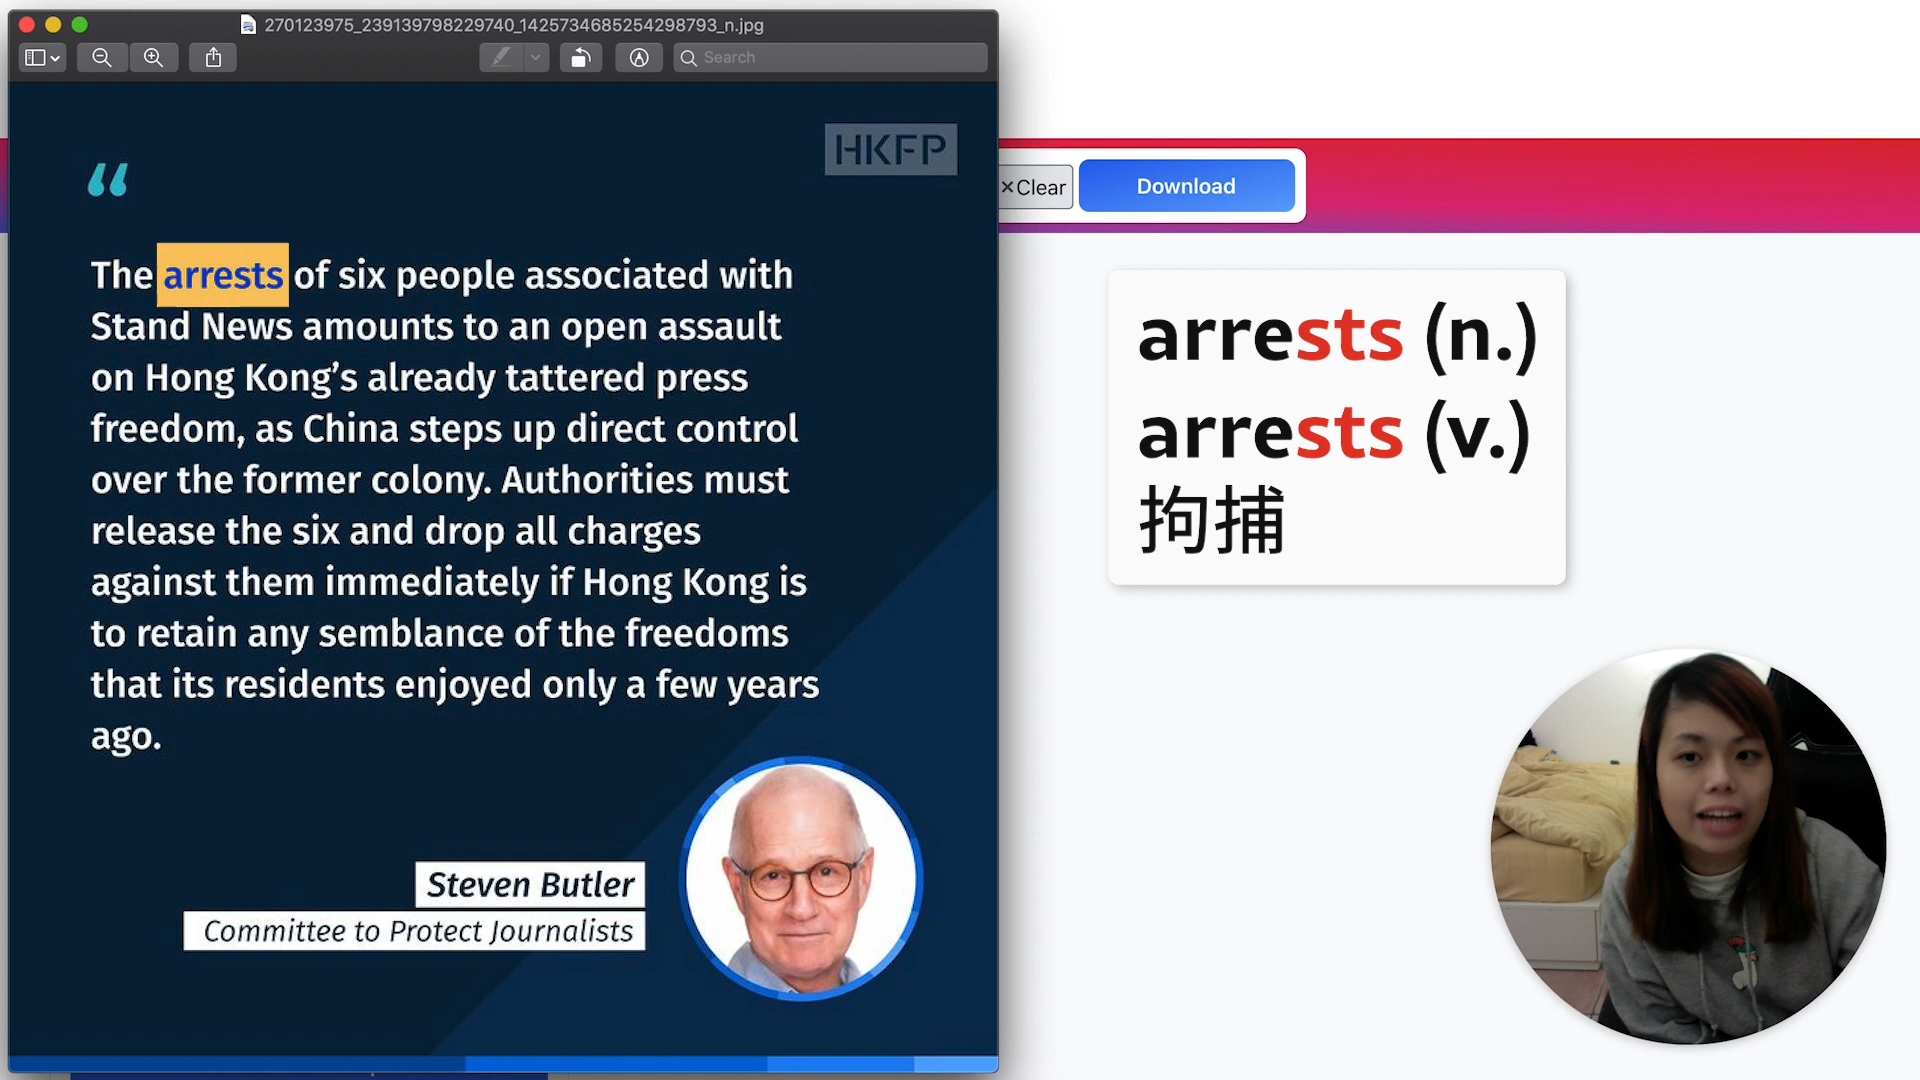 270123975_239139798229740_1425734685254298793_n.jpg
Search
HKFP
“
The arrests of six people associated with
Stand News amounts to an open assault
on Hong Kong’s already tattered press
freedom, as China steps up direct control
over the former colony. Authorities must
release the six and drop all charges
against them immediately if Hong Kong is
to retain any semblance of the freedoms
that its residents enjoyed only a few years
ago.
Steven Butler
Committee to Protect Journalists
×Clear
Download
arrests (n.)
arrests (v.)
拘捕